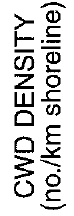 CWD DENSITY
(no./km shoreline)